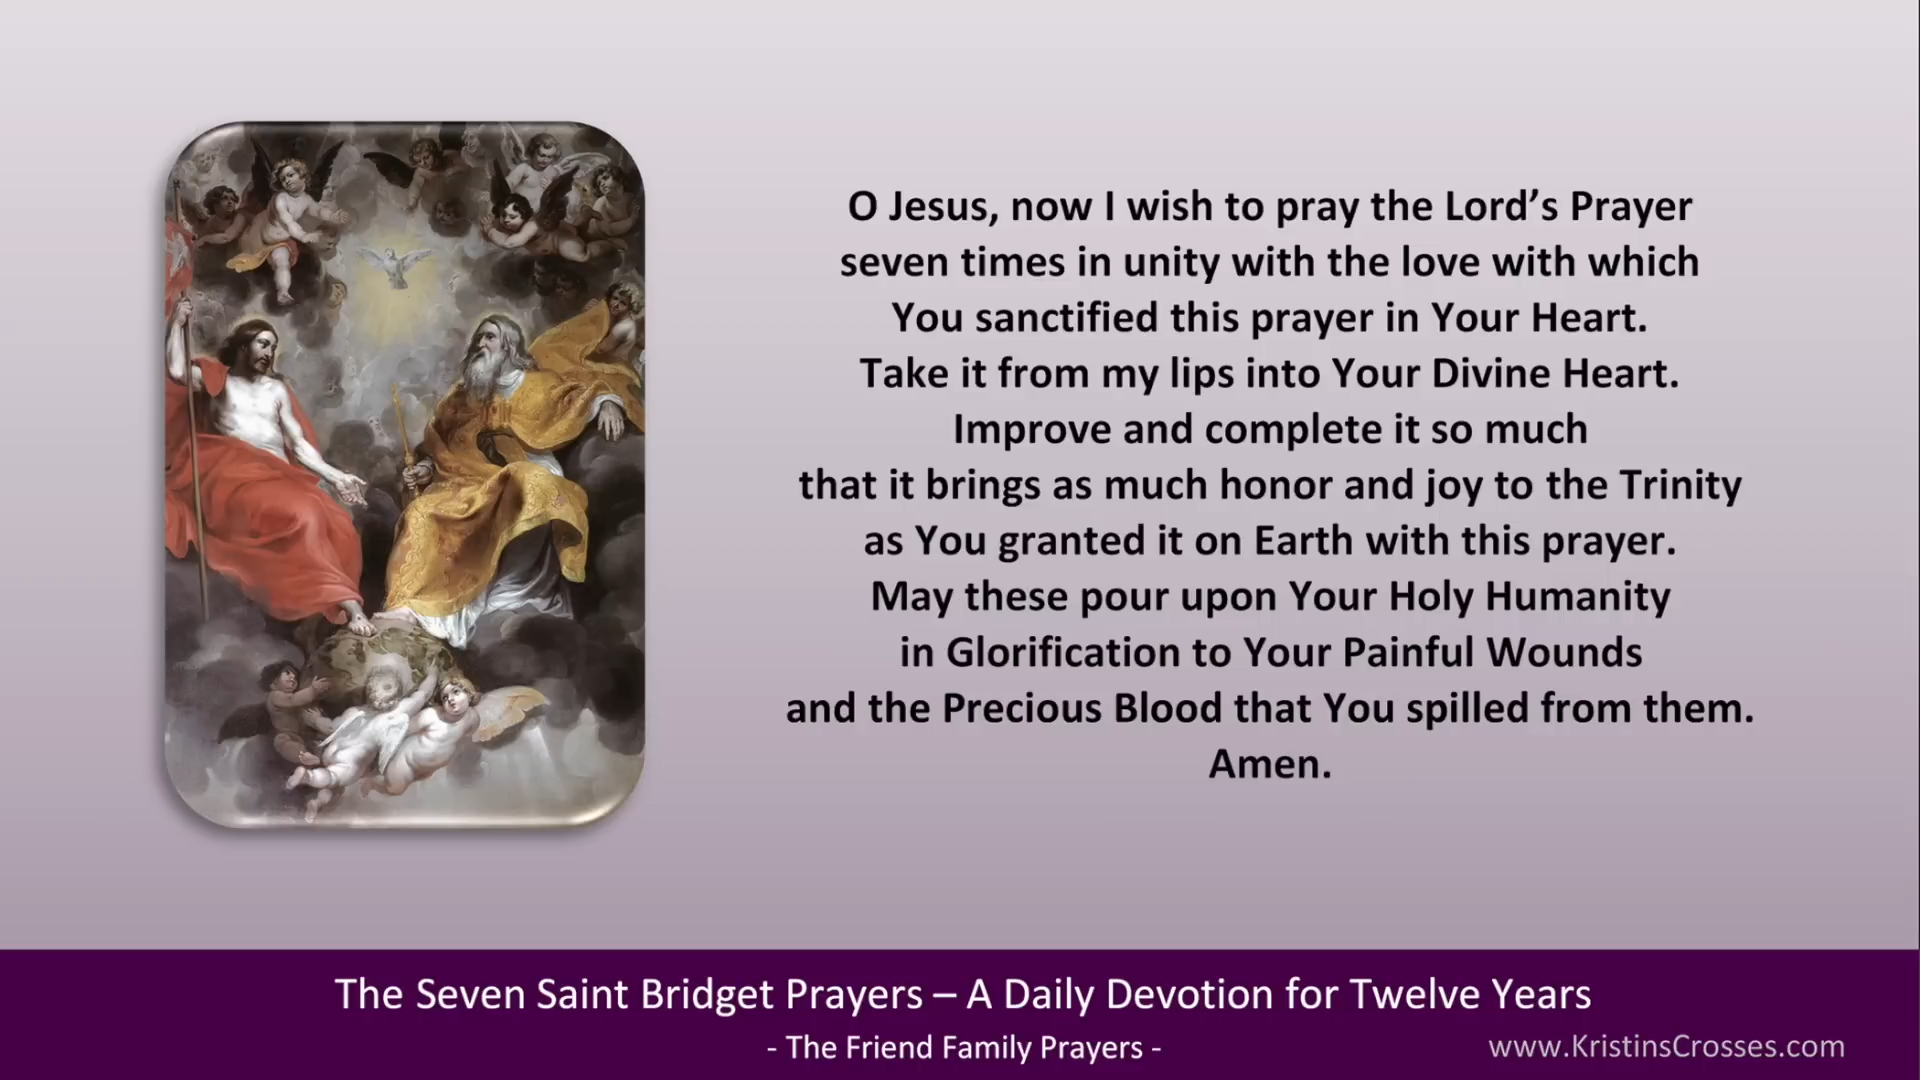 O Jesus, now I wish to pray the Lord’s Prayer
seven times in unity with the love with which
You sanctified this prayer in Your Heart.
Take it from my lips into Your Divine Heart.
Improve and complete it so much
that it brings as much honor and joy to the Trinity
as You granted it on Earth with this prayer.
May these pour upon Your Holy Humanity
in Glorification to Your Painful Wounds
and the Precious Blood that You spilled from them.
Amen.
The Seven Saint Bridget Prayers – A Daily Devotion for Twelve Years
- The Friend Family Prayers -
www.KristinsCrosses.com